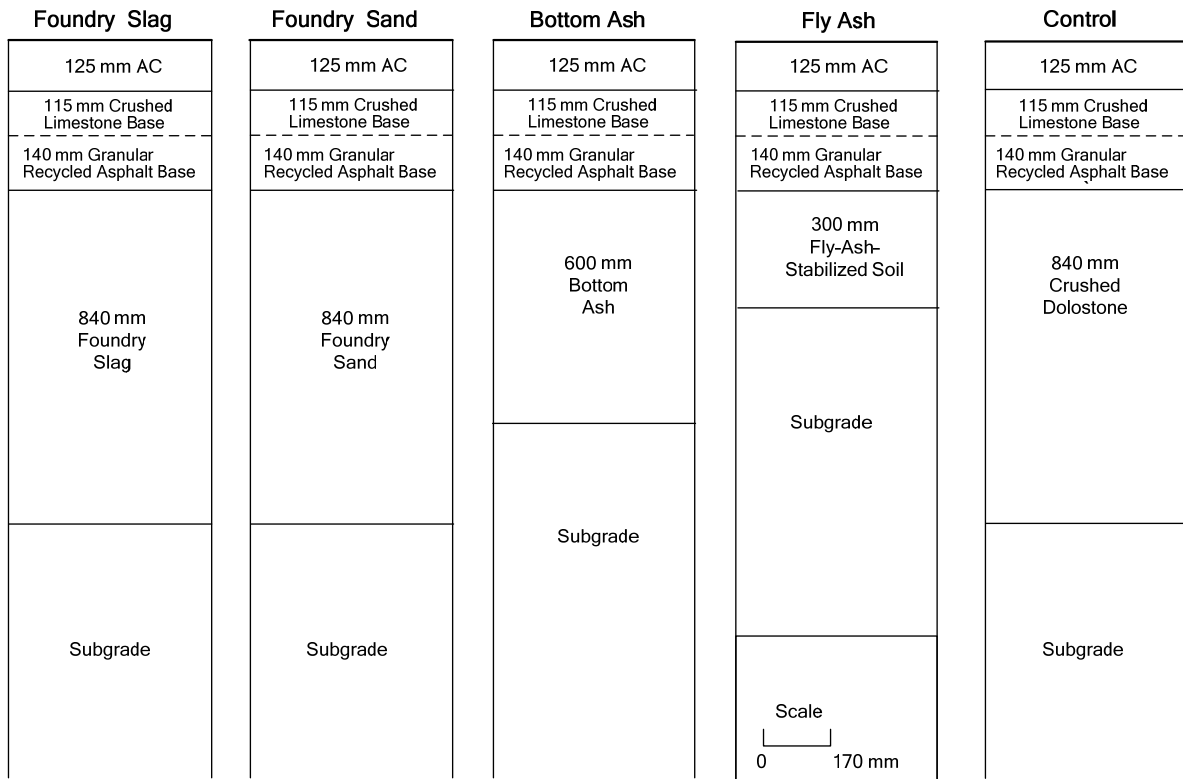 Foundry Slag
125 mm AC
115 mm Crushed
Limestone Base
140 mm Granular
Recycled Asphalt Base
840 mm
Foundry
Slag
Subgrade
Foundry Sand
125 mm AC
115 mm Crushed
Limestone Base
140 mm Granular
Recycled Asphalt Base
840 mm
Foundry
Sand
Subgrade
Bottom Ash
125 mm AC
115 mm Crushed
Limestone Base
140 mm Granular
Recycled Asphalt Base
600 mm
Bottom
Ash
Subgrade
Fly Ash
125 mm AC
115 mm Crushed
Limestone Base
140 mm Granular
Recycled Asphalt Base
300 mm
Fly-Ash–
Stabilized Soil
Subgrade
Scale
0 170 mm
Control
125 mm AC
115 mm Crushed
Limestone Base
140 mm Granular
Recycled Asphalt Base
840 mm
Crushed
Dolostone
Subgrade